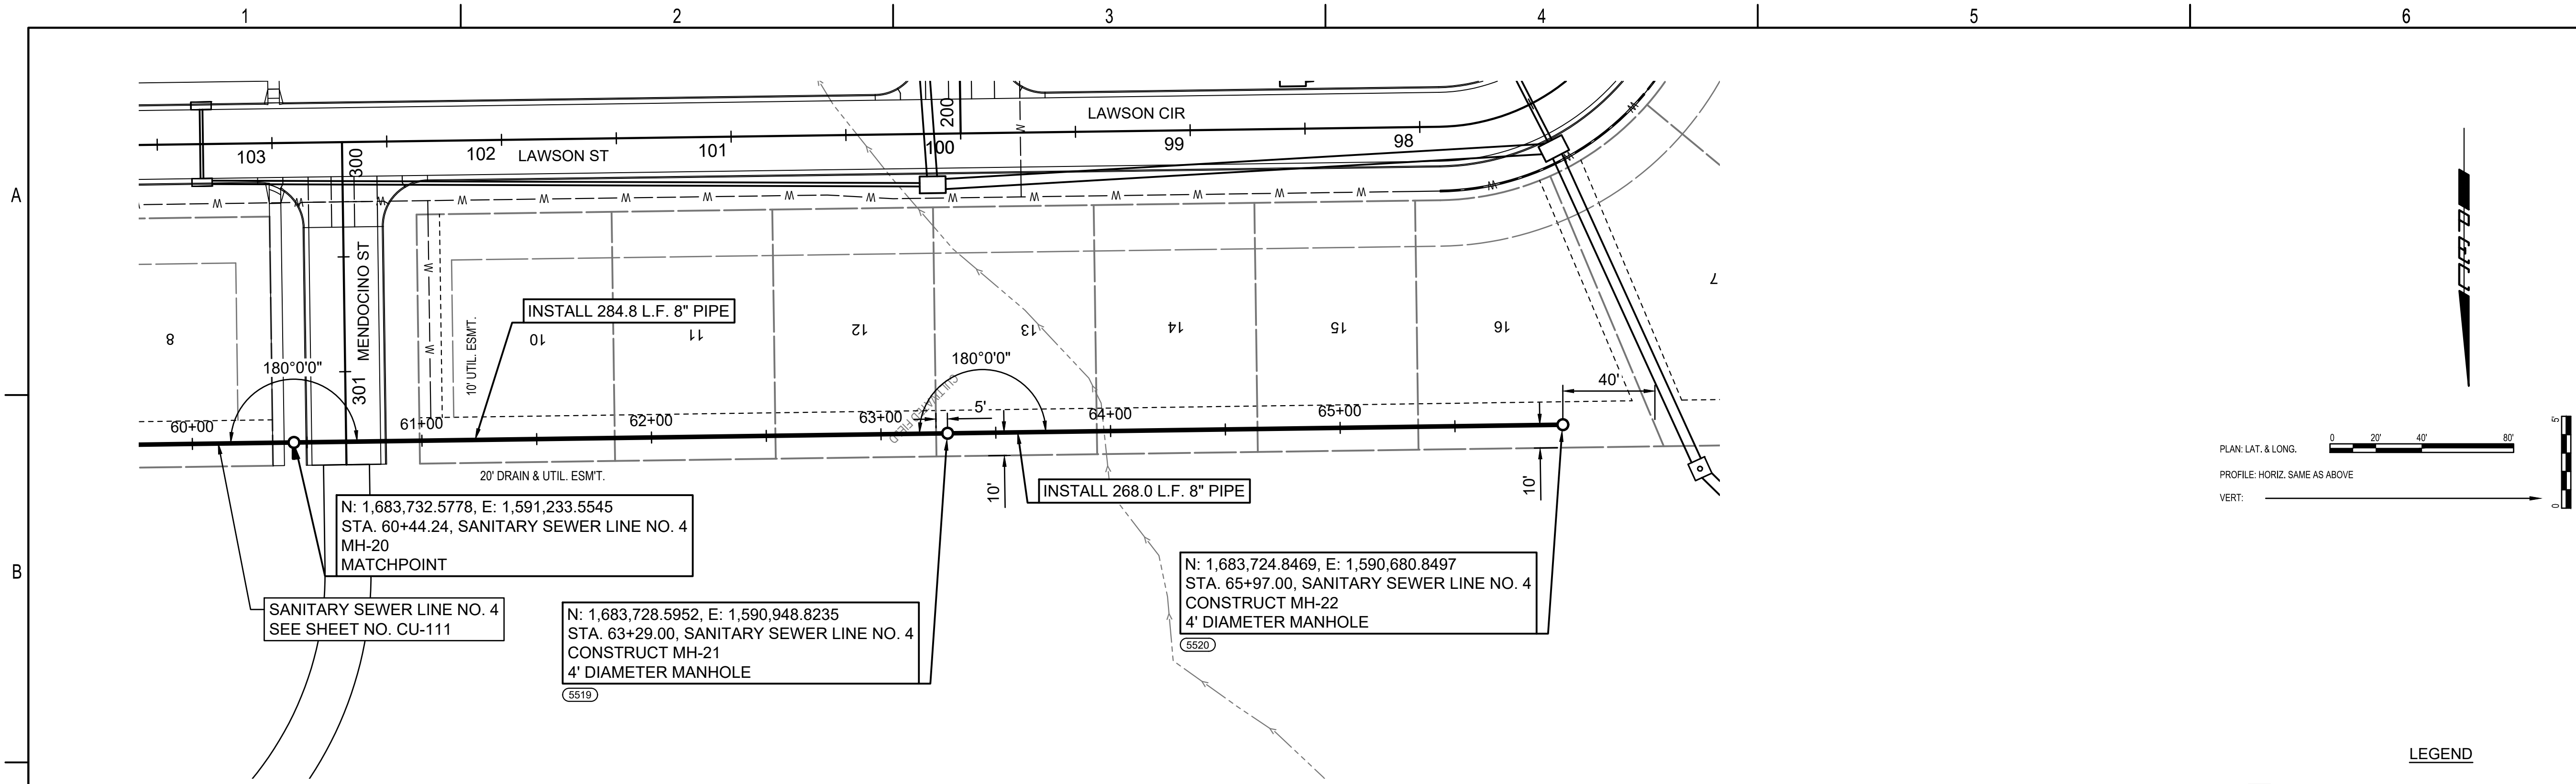 1
2
3
4
5
6
A
B
LAWSON CIR
200
103
102
LAWSON ST
101
100
99
98
300
W W W W W W W W W W W W W W W W
W
W
W
W
MENDOCINO ST
301
10' UTIL. ESM'T.
INSTALL 284.8 L.F. 8" PIPE
8
10
11
12
13
14
15
16
7
180°0'0"
180°0'0"
CULTIVATED FIELD
5'
40'
60+00
61+00
62+00
63+00
64+00
65+00
20' DRAIN & UTIL. ESM'T.
10'
10'
INSTALL 268.0 L.F. 8" PIPE
N: 1,683,732.5778, E: 1,591,233.5545
STA. 60+44.24, SANITARY SEWER LINE NO. 4
MH-20
MATCHPOINT
SANITARY SEWER LINE NO. 4
SEE SHEET NO. CU-111
N: 1,683,728.5952, E: 1,590,948.8235
STA. 63+29.00, SANITARY SEWER LINE NO. 4
CONSTRUCT MH-21
4' DIAMETER MANHOLE
5519
N: 1,683,724.8469, E: 1,590,680.8497
STA. 65+97.00, SANITARY SEWER LINE NO. 4
CONSTRUCT MH-22
4' DIAMETER MANHOLE
5520
PLAN: LAT. & LONG.
0 20' 40' 80'
PROFILE: HORIZ. SAME AS ABOVE
VERT:
0 5'
LEGEND